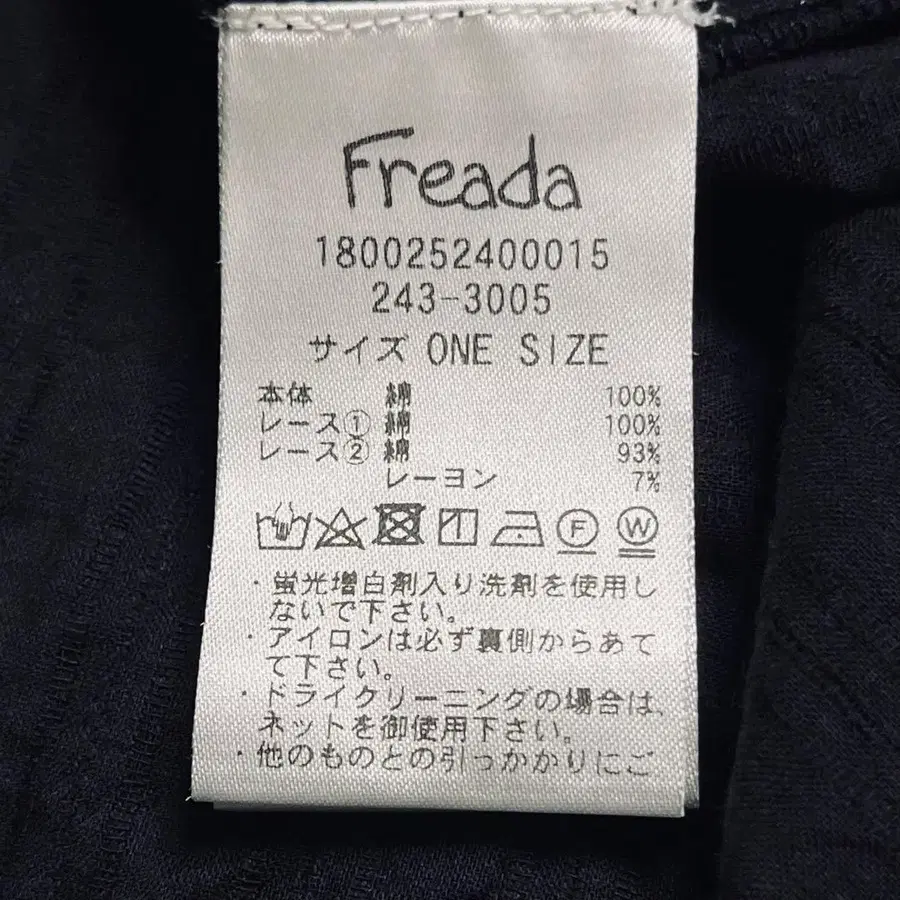 Freada
1800252400015
243-3005
サイズ ONE SIZE
本体 綿 100%
レース① 綿 100%
レース② 綿 93%
レーヨン 7%
F W
・蛍光増白剤入り洗剤を使用し
ないで下さい。
・アイロンは必ず裏側からあて
て下さい。
・ドライクリーニングの場合は、
ネットを御使用下さい。
・他のものとの引っかかりにご